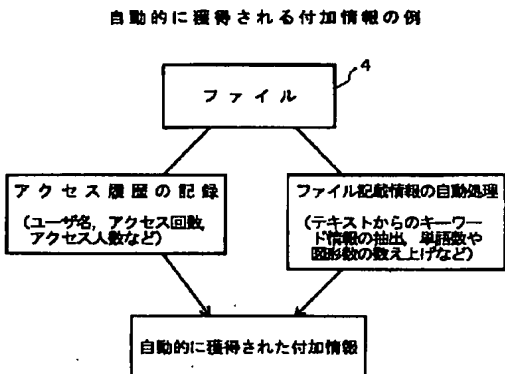 自動的に獲得される付加情報の例
4
ファイル
アクセス履歴の記録
(ユーザ名, アクセス回数,
アクセス人数など)
ファイル記載情報の自動処理
(テキストからのキーワー
ド情報の抽出, 単語数や
図形数の数え上げなど)
自動的に獲得された付加情報